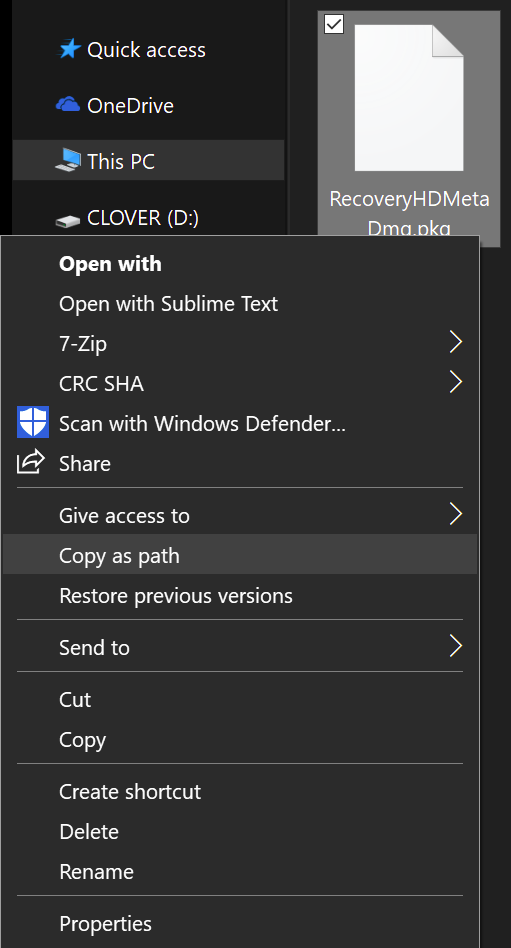 Quick access
OneDrive
This PC
CLOVER (D:)
RecoveryHDMeta
Dmg.pkg
Open with
Open with Sublime Text
7-Zip
CRC SHA
Scan with Windows Defender...
Share
Give access to
Copy as path
Restore previous versions
Send to
Cut
Copy
Create shortcut
Delete
Rename
Properties